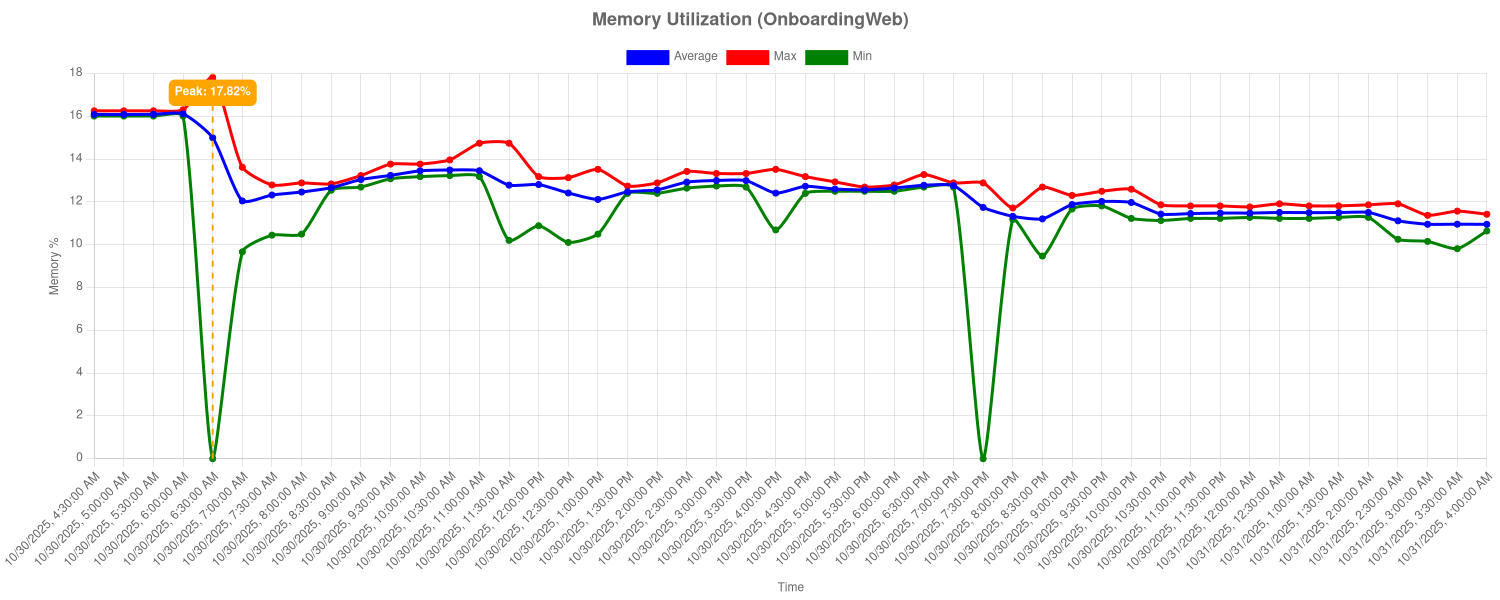 Memory Utilization (OnboardingWeb)
Average Max Min
Peak: 17.82%
18
16
14
12
10
8
6
4
2
0
Memory %
10/30/2025, 4:30:00 AM
10/30/2025, 5:00:00 AM
10/30/2025, 5:30:00 AM
10/30/2025, 6:00:00 AM
10/30/2025, 6:30:00 AM
10/30/2025, 7:00:00 AM
10/30/2025, 7:30:00 AM
10/30/2025, 8:00:00 AM
10/30/2025, 8:30:00 AM
10/30/2025, 9:00:00 AM
10/30/2025, 9:30:00 AM
10/30/2025, 10:00:00 AM
10/30/2025, 10:30:00 AM
10/30/2025, 11:00:00 AM
10/30/2025, 11:30:00 AM
10/30/2025, 12:00:00 PM
10/30/2025, 12:30:00 PM
10/30/2025, 1:00:00 PM
10/30/2025, 1:30:00 PM
10/30/2025, 2:00:00 PM
10/30/2025, 2:30:00 PM
10/30/2025, 3:00:00 PM
10/30/2025, 3:30:00 PM
10/30/2025, 4:00:00 PM
10/30/2025, 4:30:00 PM
10/30/2025, 5:00:00 PM
10/30/2025, 5:30:00 PM
10/30/2025, 6:00:00 PM
10/30/2025, 6:30:00 PM
10/30/2025, 7:00:00 PM
10/30/2025, 7:30:00 PM
10/30/2025, 8:00:00 PM
10/30/2025, 8:30:00 PM
10/30/2025, 9:00:00 PM
10/30/2025, 9:30:00 PM
10/30/2025, 10:00:00 PM
10/30/2025, 10:30:00 PM
10/30/2025, 11:00:00 PM
10/30/2025, 11:30:00 PM
10/31/2025, 12:00:00 AM
10/31/2025, 12:30:00 AM
10/31/2025, 1:00:00 AM
10/31/2025, 1:30:00 AM
10/31/2025, 2:00:00 AM
10/31/2025, 2:30:00 AM
10/31/2025, 3:00:00 AM
10/31/2025, 3:30:00 AM
10/31/2025, 4:00:00 AM
Time